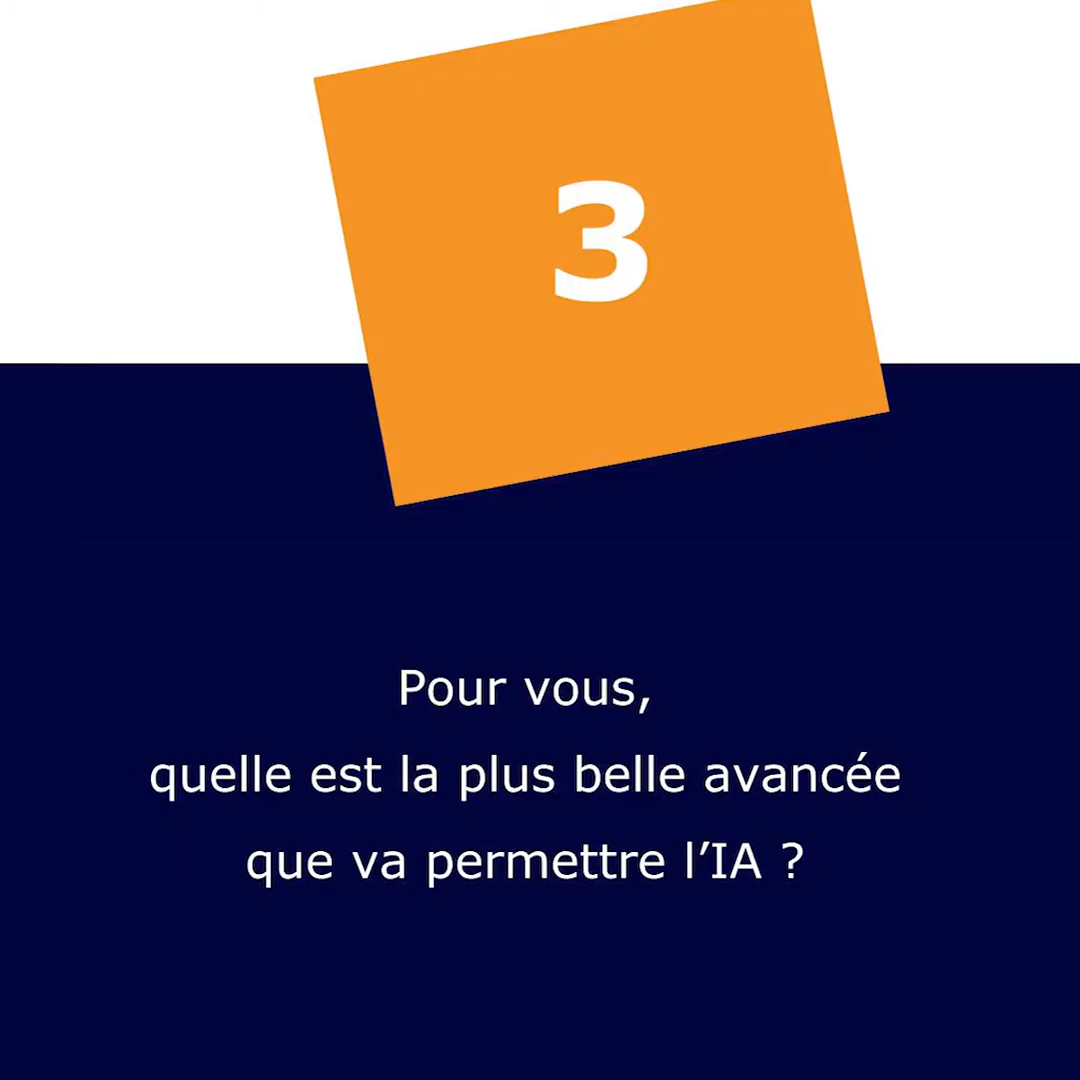 3
Pour vous,
quelle est la plus belle avancée
que va permettre l’IA ?